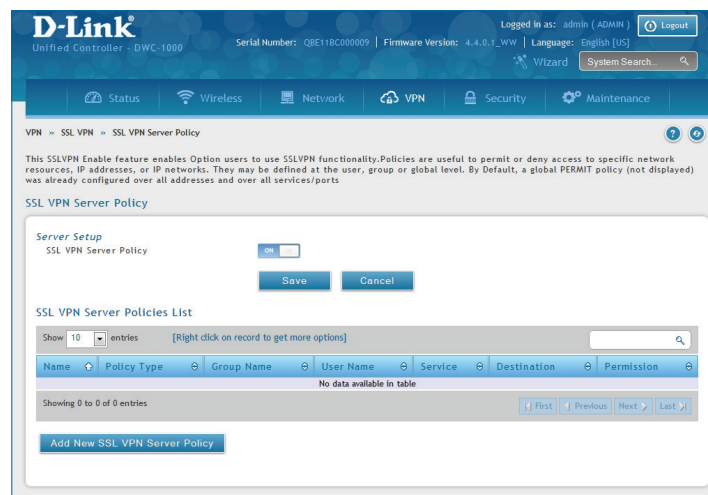 D-Link
Unified Controller - DWC-1000
Serial Number: QBE11BC000009 | Firmware Version: 4.4.0.1_WW | Language: English [US]
Logged in as: admin ( ADMIN )
Logout
Wizard
System Search...
Status
Wireless
Network
VPN
Security
Maintenance
VPN » SSL VPN » SSL VPN Server Policy
This SSLVPN Enable feature enables Option users to use SSLVPN functionality.Policies are useful to permit or deny access to specific network
resources, IP addresses, or IP networks. They may be defined at the user, group or global level. By Default, a global PERMIT policy (not displayed)
was already configured over all addresses and over all services/ports
SSL VPN Server Policy
Server Setup
SSL VPN Server Policy
ON
Save
Cancel
SSL VPN Server Policies List
Show 10 entries
[Right click on record to get more options]
Name
Policy Type
Group Name
User Name
Service
Destination
Permission
No data available in table
Showing 0 to 0 of 0 entries
First
Previous
Next
Last
Add New SSL VPN Server Policy